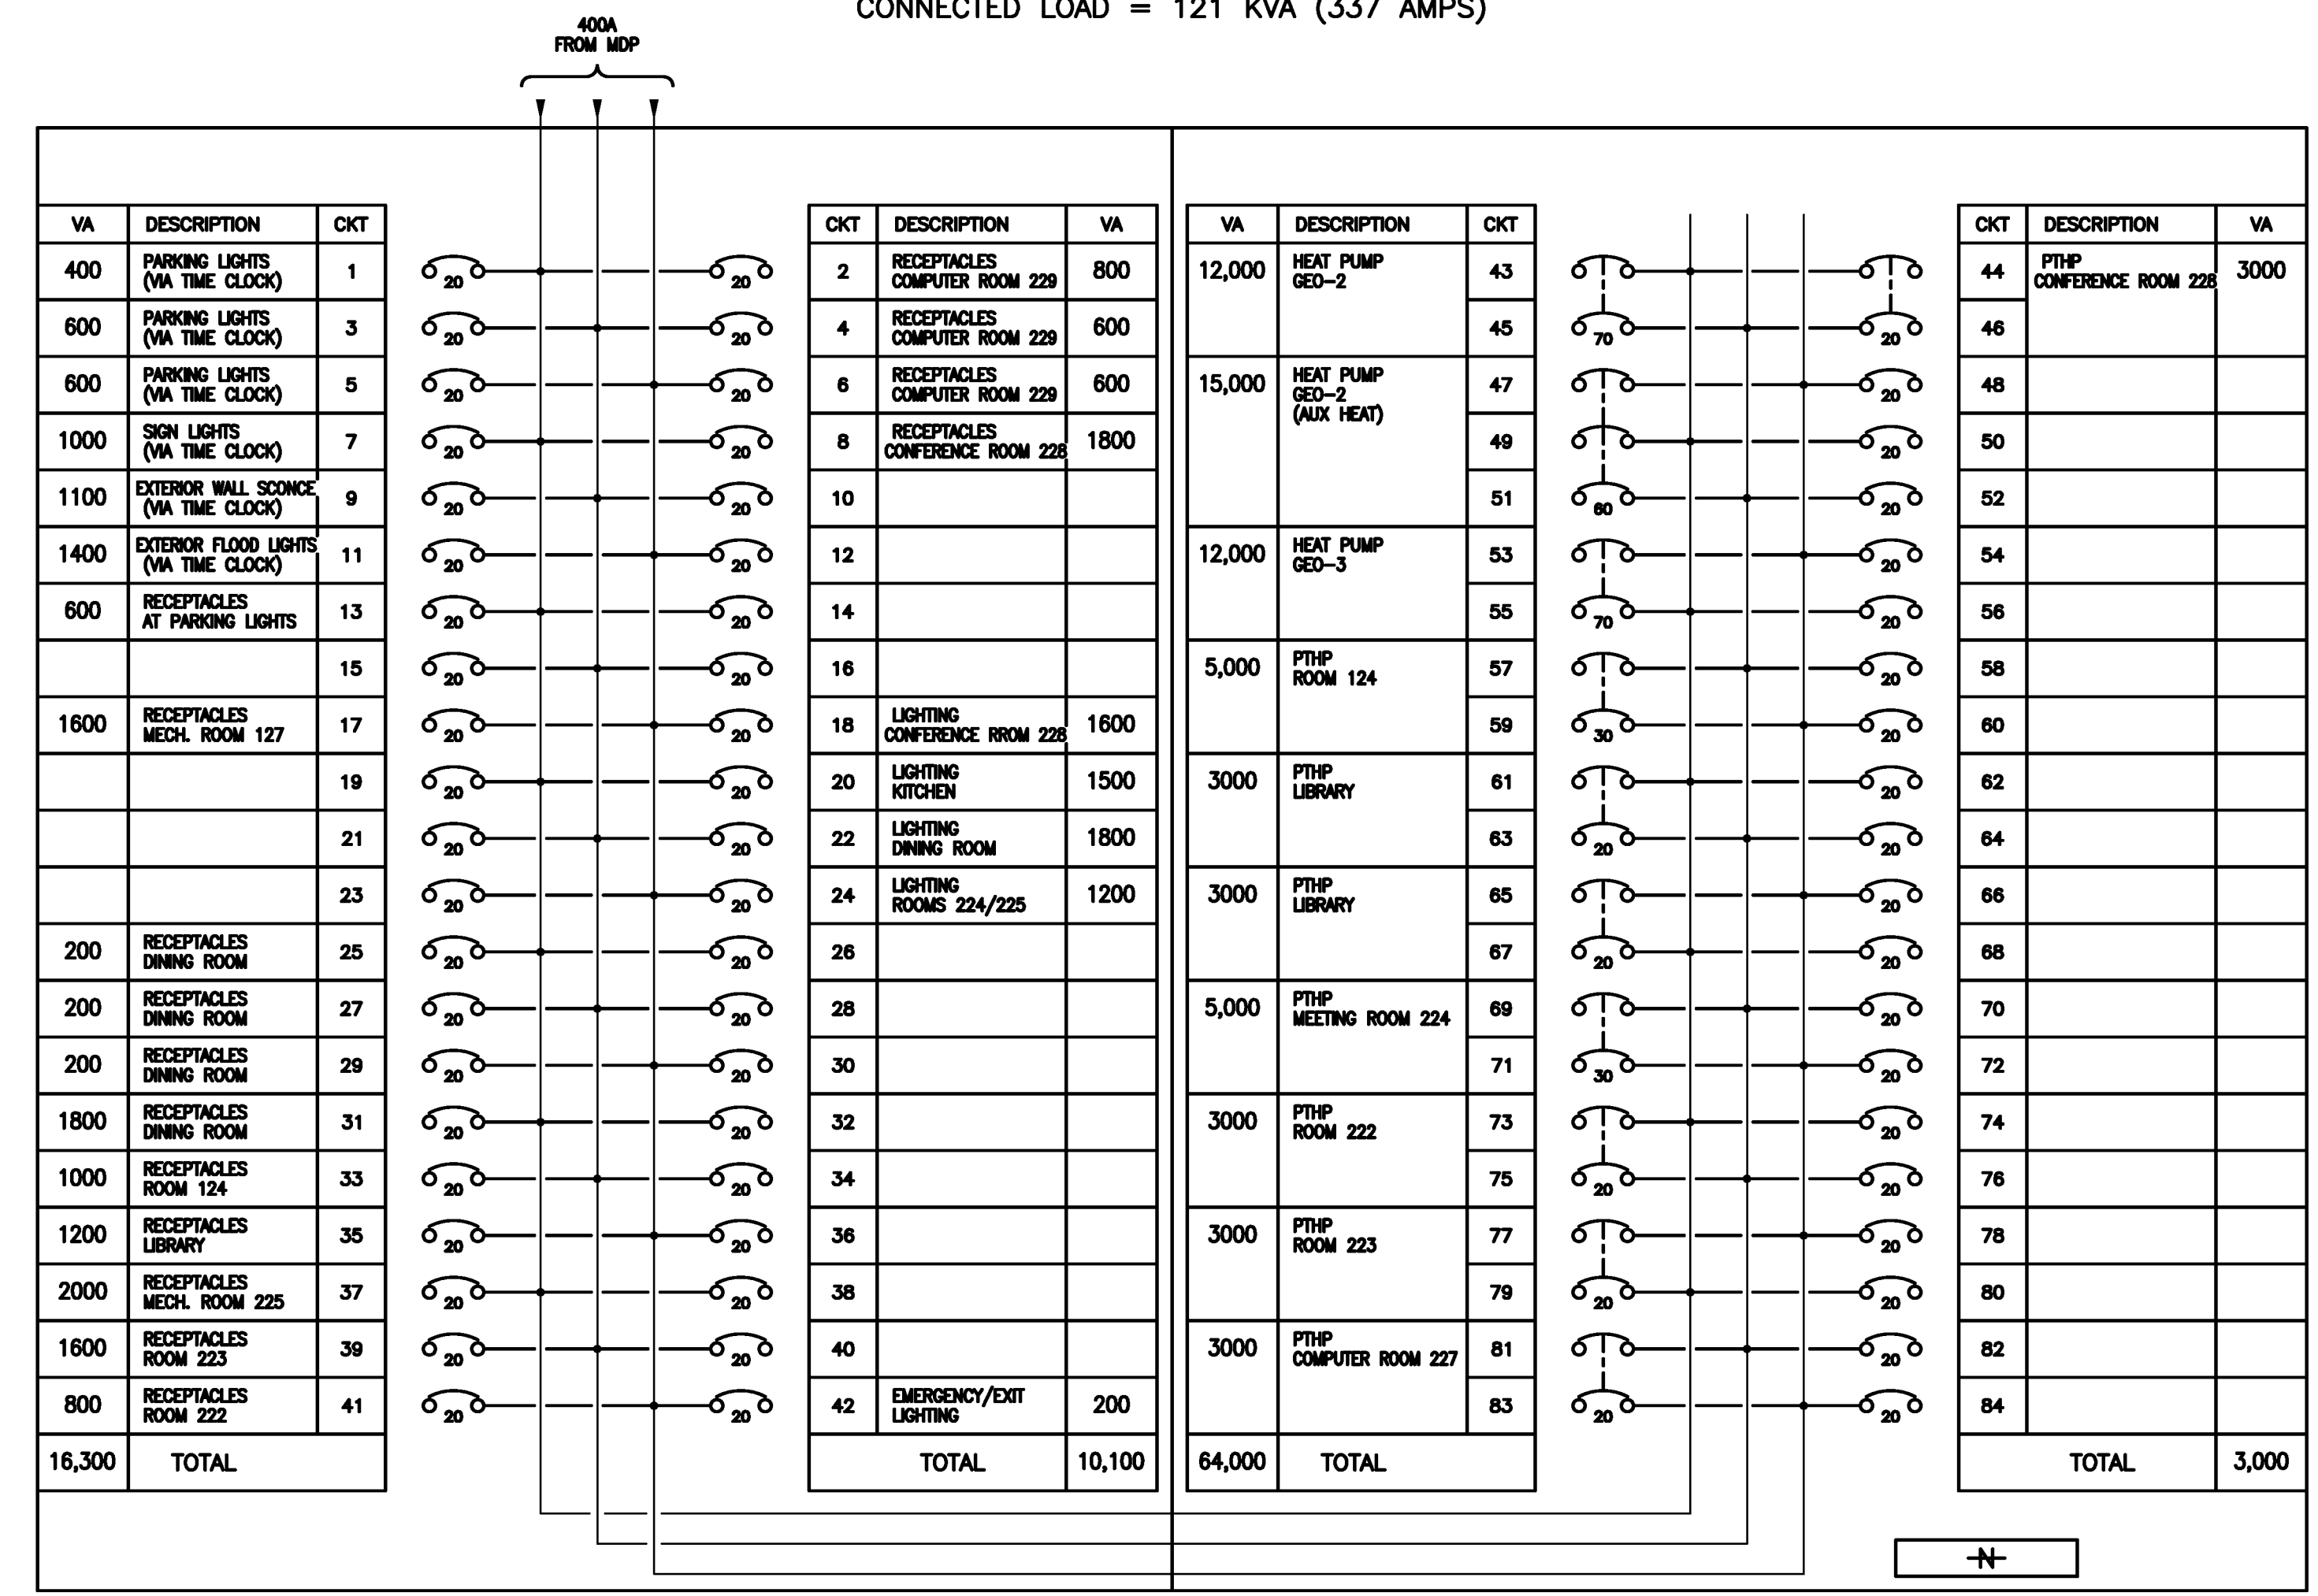 CONNECTED LOAD = 121 KVA (337 AMPS)
400A
FROM MDP
VA DESCRIPTION CKT
400 PARKING LIGHTS (VIA TIME CLOCK) 1 20
600 PARKING LIGHTS (VIA TIME CLOCK) 3 20
600 PARKING LIGHTS (VIA TIME CLOCK) 5 20
1000 SIGN LIGHTS (VIA TIME CLOCK) 7 20
1100 EXTERIOR WALL SCONCE (VIA TIME CLOCK) 9 20
1400 EXTERIOR FLOOD LIGHTS (VIA TIME CLOCK) 11 20
600 RECEPTACLES AT PARKING LIGHTS 13 20
15 20
1600 RECEPTACLES MECH. ROOM 127 17 20
19 20
21 20
23 20
200 RECEPTACLES DINING ROOM 25 20
200 RECEPTACLES DINING ROOM 27 20
200 RECEPTACLES DINING ROOM 29 20
1800 RECEPTACLES DINING ROOM 31 20
1000 RECEPTACLES ROOM 124 33 20
1200 RECEPTACLES LIBRARY 35 20
2000 RECEPTACLES MECH. ROOM 225 37 20
1600 RECEPTACLES ROOM 223 39 20
800 RECEPTACLES ROOM 222 41 20
16,300 TOTAL
CKT DESCRIPTION VA
20 2 RECEPTACLES COMPUTER ROOM 229 800
20 4 RECEPTACLES COMPUTER ROOM 229 600
20 6 RECEPTACLES COMPUTER ROOM 229 600
20 8 RECEPTACLES CONFERENCE ROOM 228 1800
20 10
20 12
20 14
20 16
20 18 LIGHTING CONFERENCE RROM 228 1600
20 20 LIGHTING KITCHEN 1500
20 22 LIGHTING DINING ROOM 1800
20 24 LIGHTING ROOMS 224/225 1200
20 26
20 28
20 30
20 32
20 34
20 36
20 38
20 40
20 42 EMERGENCY/EXIT LIGHTING 200
TOTAL 10,100
VA DESCRIPTION CKT
12,000 HEAT PUMP GEO-2 43
45 70
15,000 HEAT PUMP GEO-2 (AUX HEAT) 47
49
51 60
12,000 HEAT PUMP GEO-3 53
55 70
5,000 PTHP ROOM 124 57
59 30
3000 PTHP LIBRARY 61
63 20
3000 PTHP LIBRARY 65
67 20
5,000 PTHP MEETING ROOM 224 69
71 30
3000 PTHP ROOM 222 73
75 20
3000 PTHP ROOM 223 77
79 20
3000 PTHP COMPUTER ROOM 227 81
83 20
64,000 TOTAL
CKT DESCRIPTION VA
44 PTHP CONFERENCE ROOM 228 3000
20 46
20 48
20 50
20 52
20 54
20 56
20 58
20 60
20 62
20 64
20 66
20 68
20 70
20 72
20 74
20 76
20 78
20 80
20 82
20 84
TOTAL 3,000
N